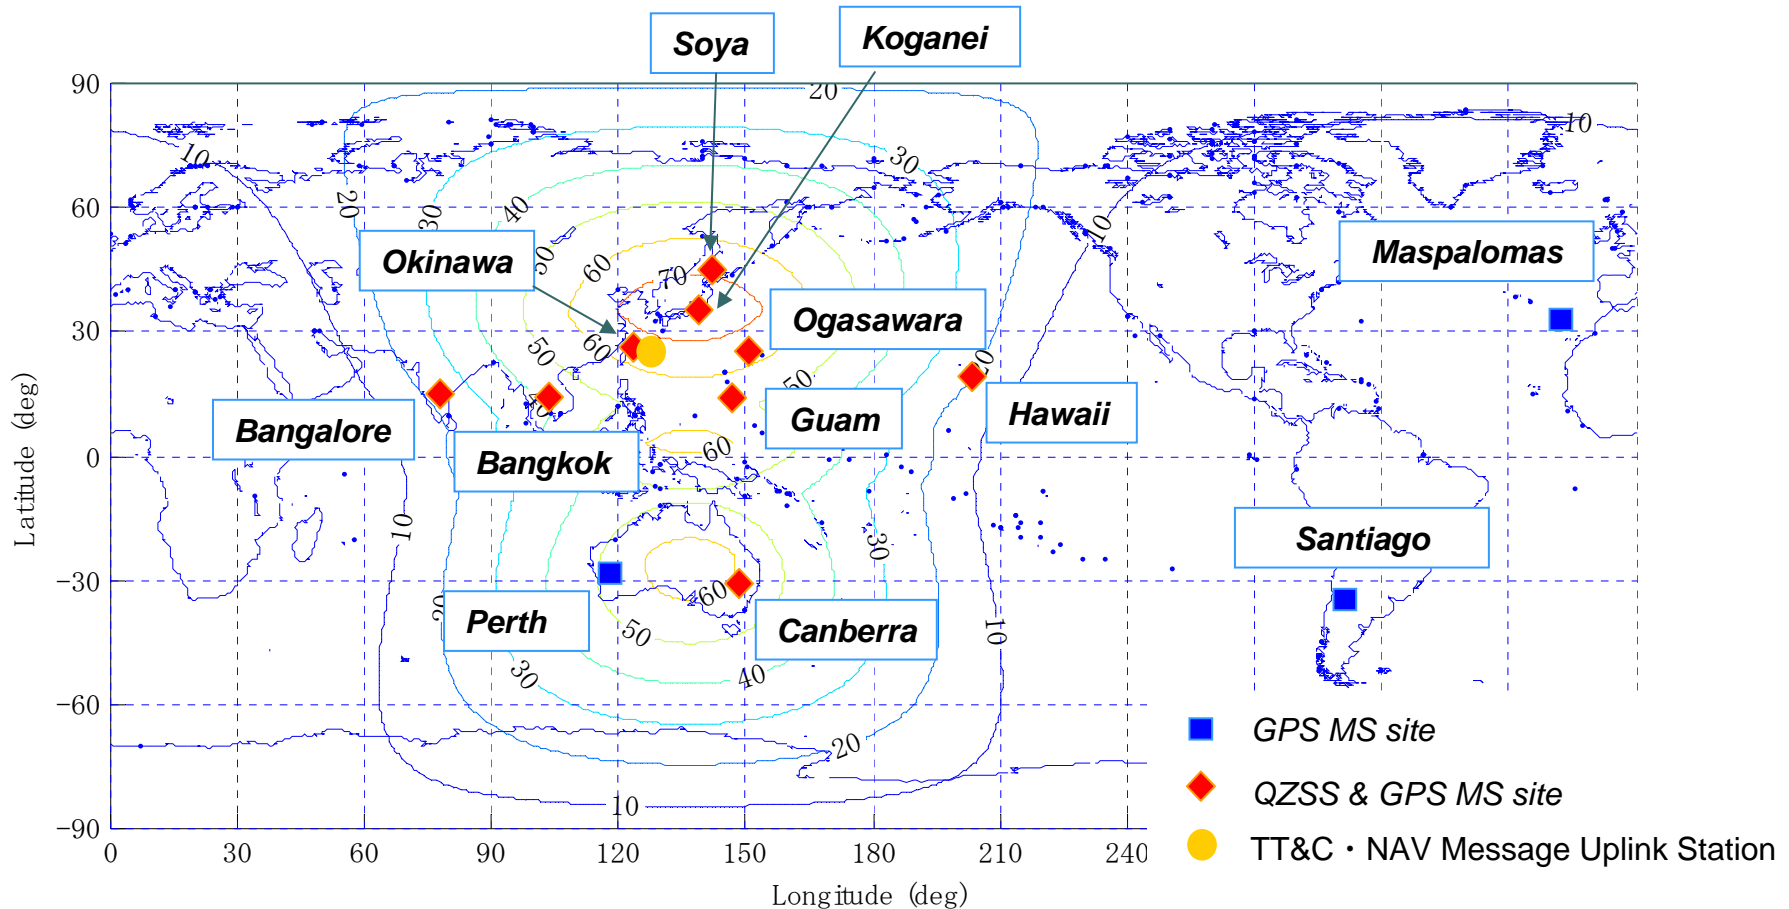 Soya
Koganei
90
20
10
10
30
20
30
40
10
60
50
60
70
Okinawa
Maspalomas
Ogasawara
30
60
50
50
Bangalore
40
Bangkok
Guam
Hawaii
0
60
10
30
Santiago
-30
60
20
50
10
Perth
Canberra
30
40
-60
20
10
-90
0
30
60
90
120
150
180
210
240
Latitude (deg)
Longitude (deg)
GPS MS site
QZSS & GPS MS site
TT&C・NAV Message Uplink Station